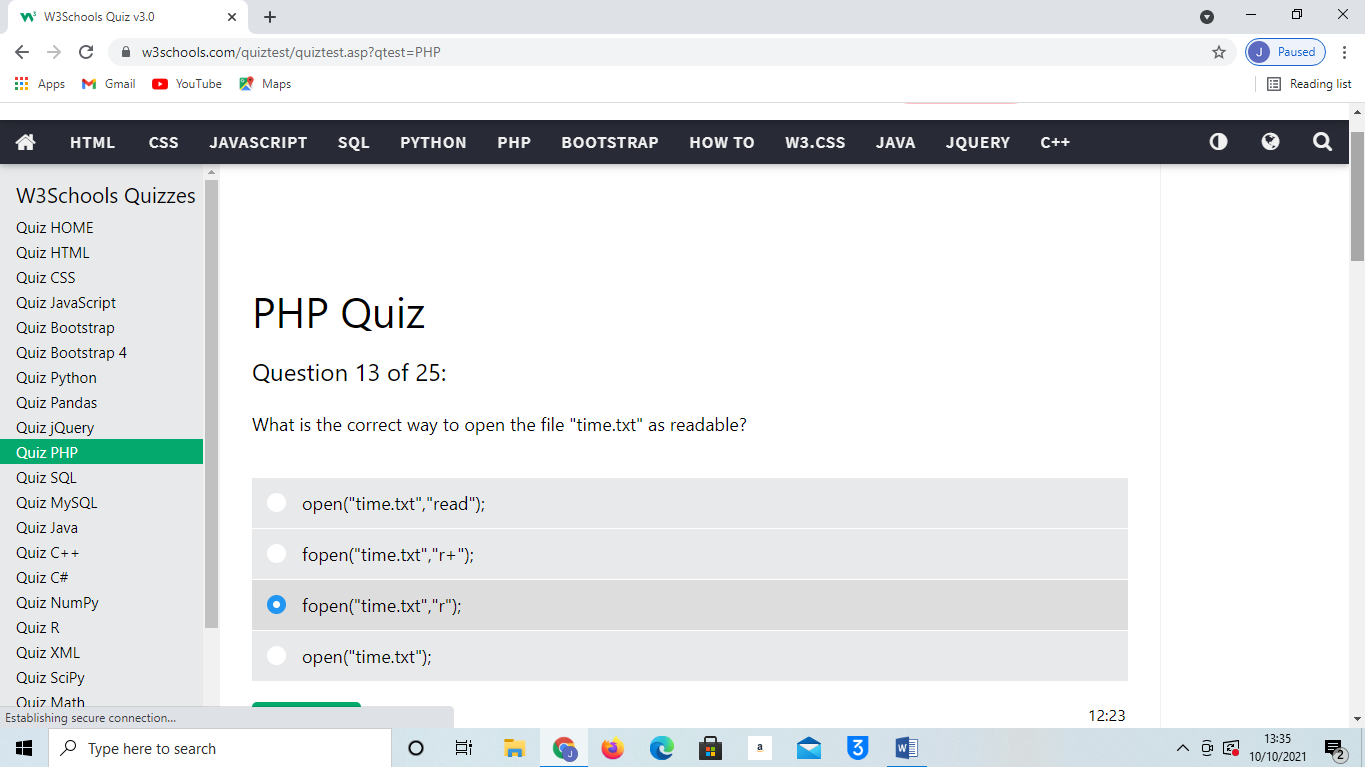 W3Schools Quiz v3.0
w3schools.com/quiztest/quiztest.asp?qtest=PHP
J Paused
Apps Gmail YouTube Maps Reading list
HTML CSS JAVASCRIPT SQL PYTHON PHP BOOTSTRAP HOW TO W3.CSS JAVA JQUERY C++
W3Schools Quizzes
Quiz HOME
Quiz HTML
Quiz CSS
Quiz JavaScript
Quiz Bootstrap
Quiz Bootstrap 4
Quiz Python
Quiz Pandas
Quiz jQuery
Quiz PHP
Quiz SQL
Quiz MySQL
Quiz Java
Quiz C++
Quiz C#
Quiz NumPy
Quiz R
Quiz XML
Quiz SciPy
Quiz Math
PHP Quiz
Question 13 of 25:
What is the correct way to open the file "time.txt" as readable?
open("time.txt","read");
fopen("time.txt","r+");
fopen("time.txt","r");
open("time.txt");
12:23
Establishing secure connection...
Type here to search
J
a
3
W
13:35
10/10/2021
2